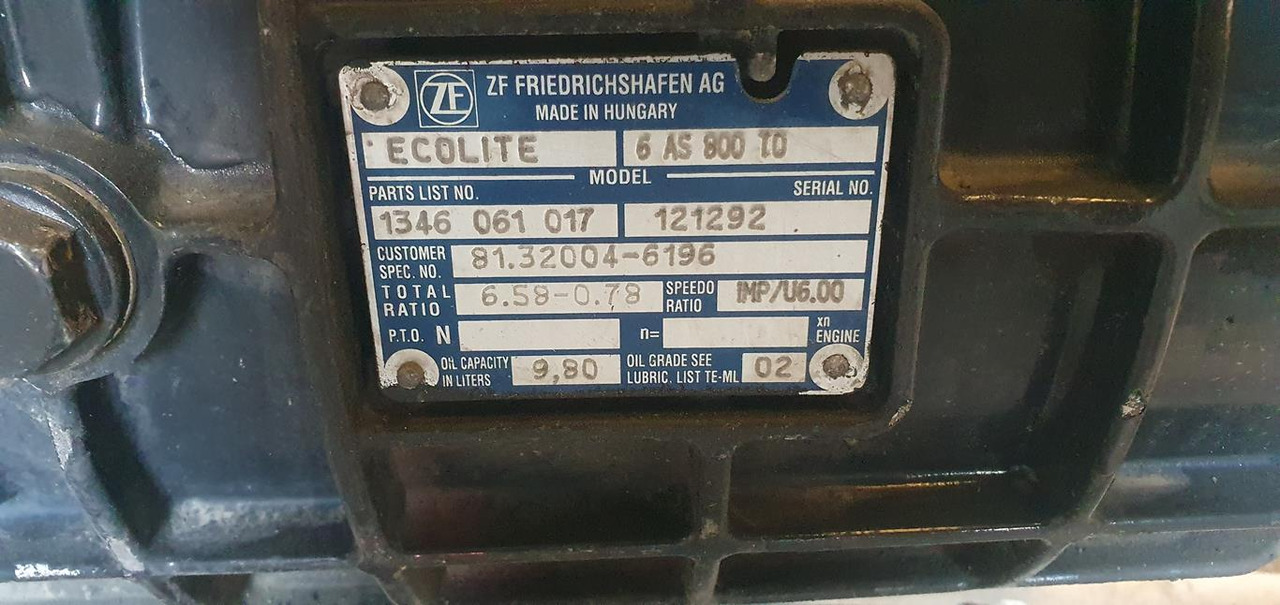 ZF ZF FRIEDRICHSHAFEN AG
MADE IN HUNGARY
ECOLITE 6 AS 800 TO
MODEL
PARTS LIST NO. SERIAL NO.
1346 061 017 121292
CUSTOMER SPEC. NO. 81.32004-6196
TOTAL RATIO 6.58-0.78 SPEEDO RATIO IMP/U6.00
P.T.O. N n= xn ENGINE
OIL CAPACITY IN LITERS 9,80 OIL GRADE SEE LUBRIC. LIST TE-ML 02